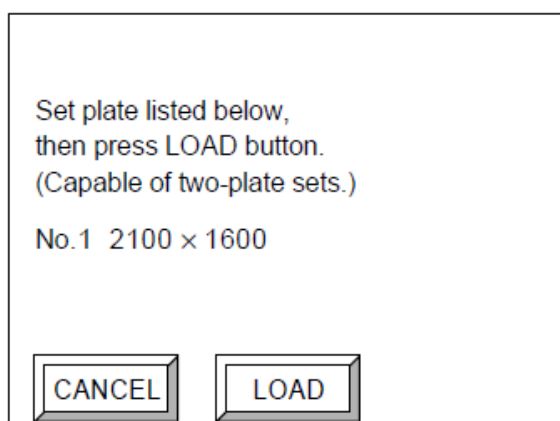 Set plate listed below,
then press LOAD button.
(Capable of two-plate sets.)
No.1 2100 × 1600
CANCEL LOAD